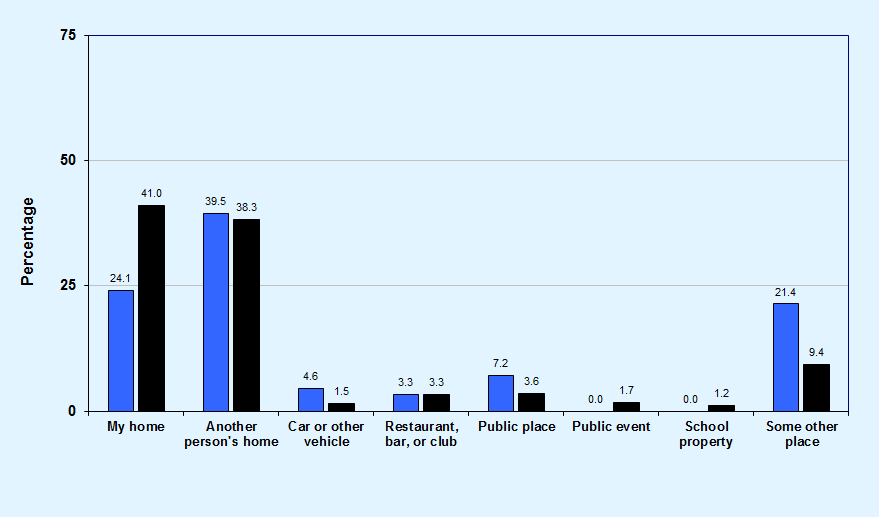 75
50
25
0
Percentage
24.1
41.0
39.5
38.3
4.6
1.5
3.3
3.3
7.2
3.6
0.0
1.7
0.0
1.2
21.4
9.4
My home
Another
person's home
Car or other
vehicle
Restaurant,
bar, or club
Public place
Public event
School
property
Some other
place